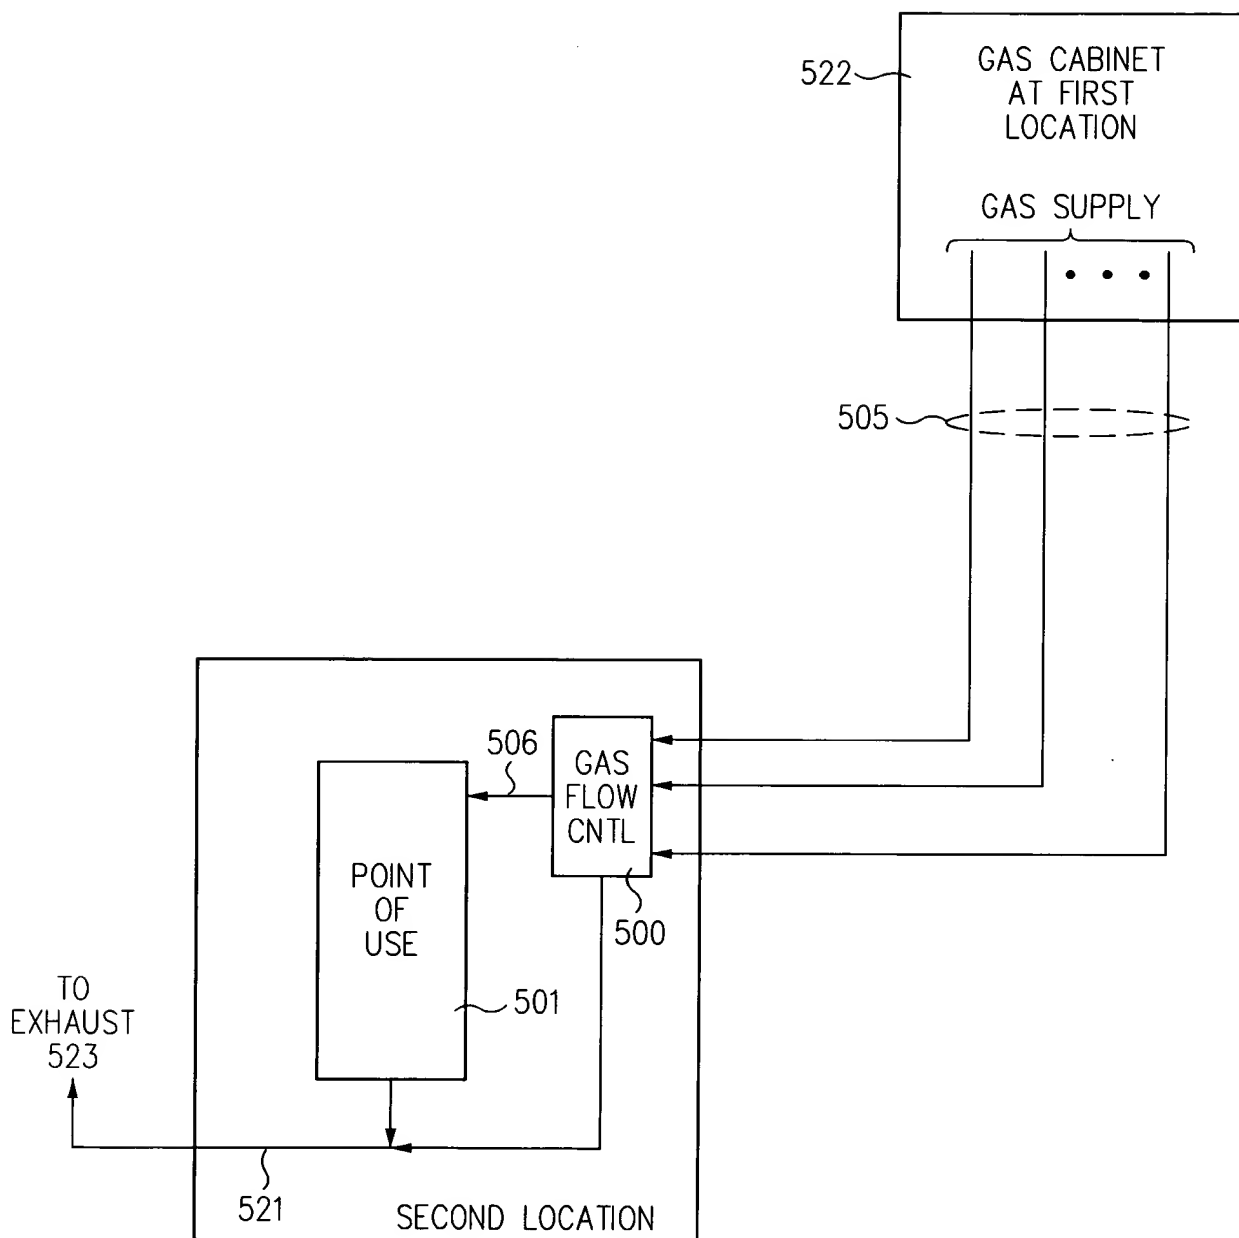 522
GAS CABINET
AT FIRST
LOCATION
GAS SUPPLY
505
506
GAS
FLOW
CNTL
500
POINT
OF
USE
501
TO
EXHAUST
523
521
SECOND LOCATION